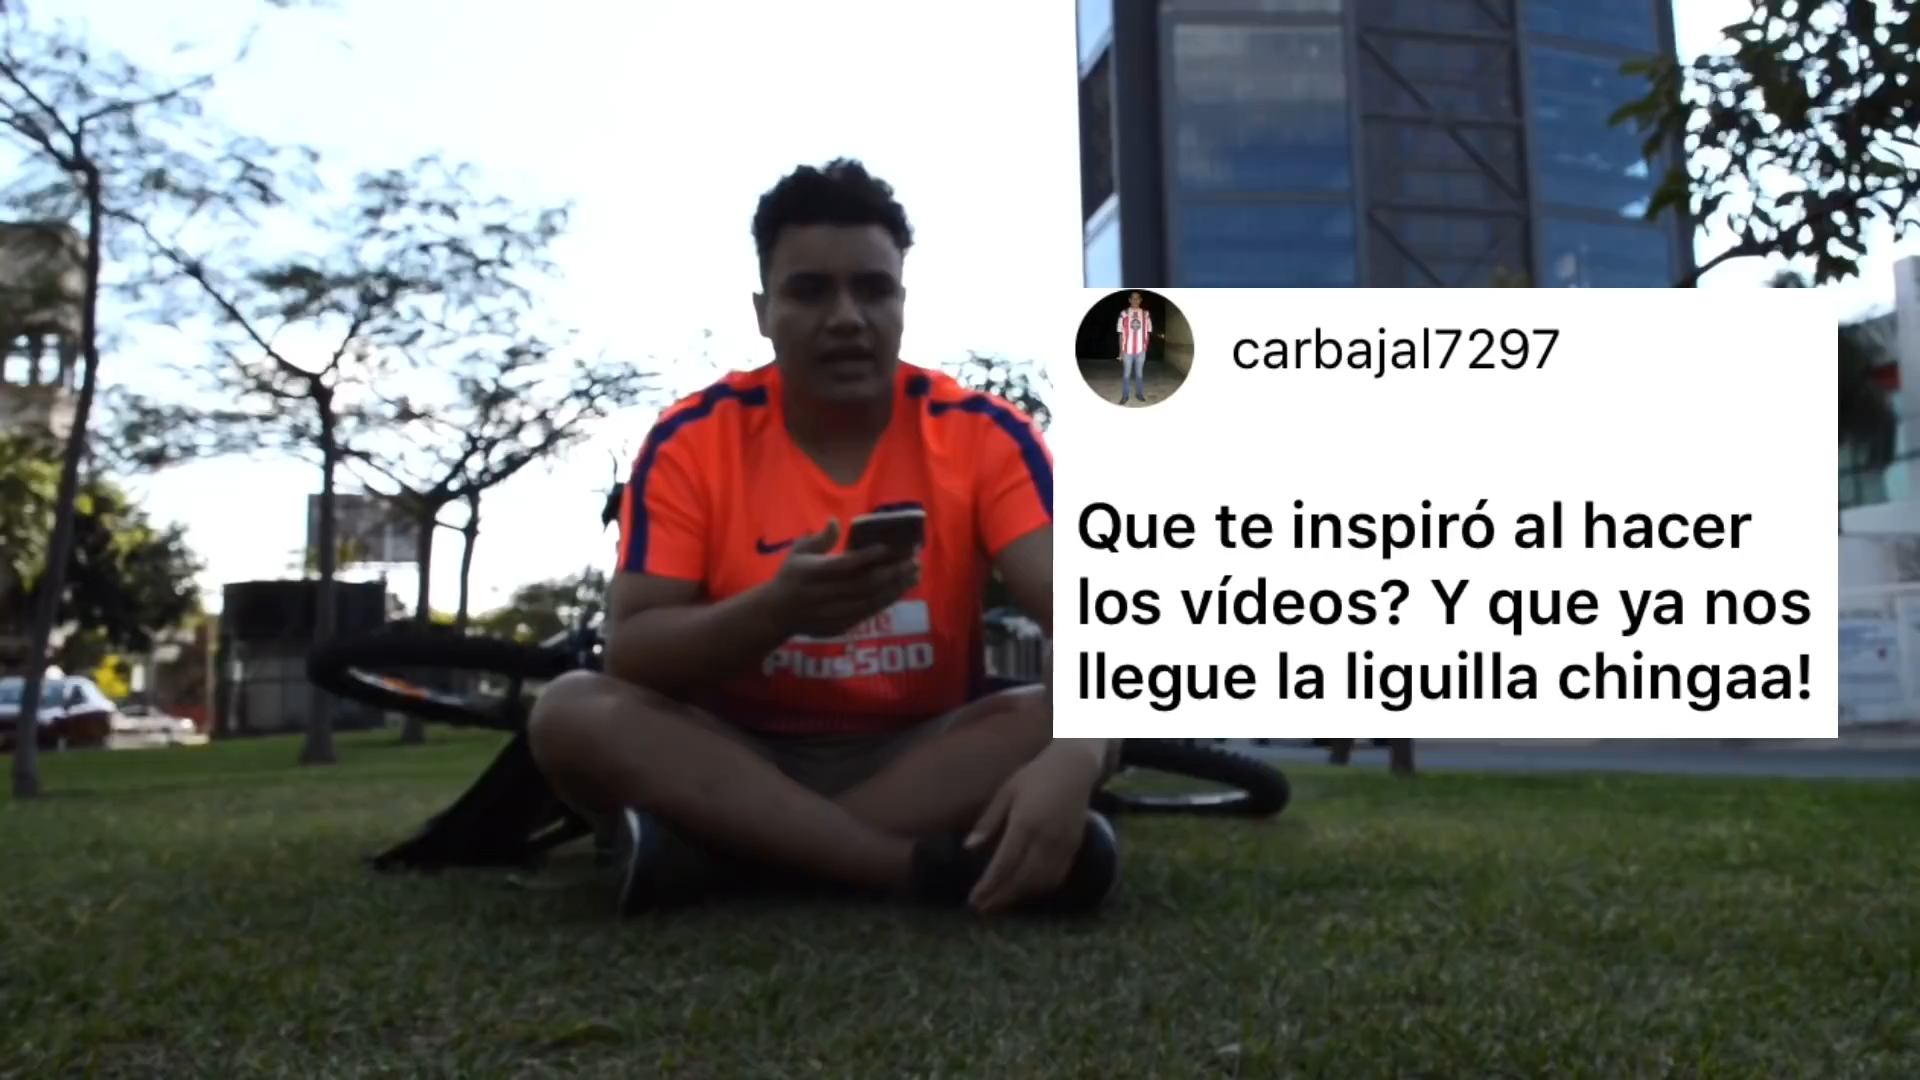 carbajal7297
Que te inspiró al hacer
los vídeos? Y que ya nos
llegue la liguilla chingaa!
Plus500